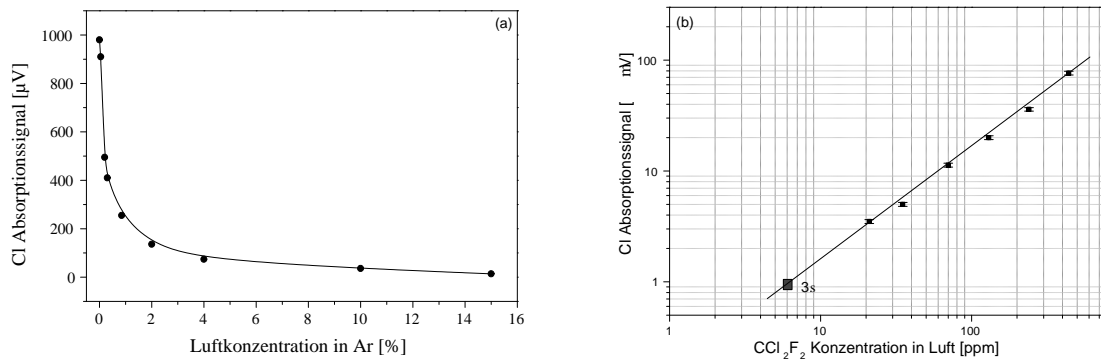 (a)
Cl Absorptionssignal [µV]
1000
800
600
400
200
0
0 2 4 6 8 10 12 14 16
Luftkonzentration in Ar [%]
(b)
Cl Absorptionssignal [ mV]
100
10
1
3s
1 10 100
CCl2F2 Konzentration in Luft [ppm]